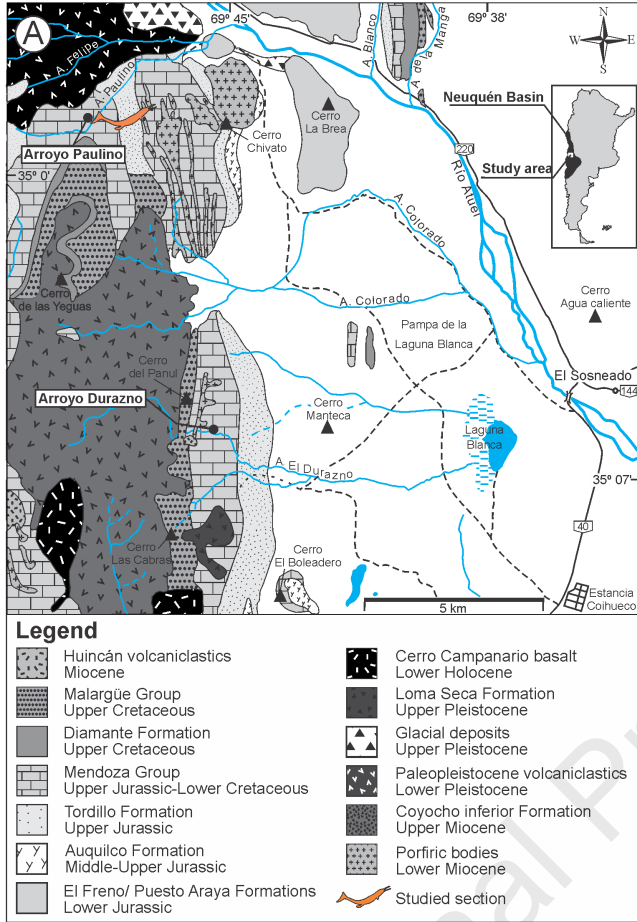 A
69° 45'
69° 38'
N
W E
S
A. Felipe
A. Paulino
A. Blanco
A. de la Manga
Cerro
La Brea
Cerro
Chivato
Neuquén Basin
Study area
Arroyo Paulino
35° 0'
220
Río Atuel
A. Colorado
Cerro
de las Yeguas
A. Colorado
Cerro
Agua caliente
Pampa de la
Laguna Blanca
Cerro
del Panul
El Sosneado
144
Arroyo Durazno
Cerro
Manteca
Laguna
Blanca
A. El Durazno
35° 07'
40
Cerro
Las Cabras
Cerro
El Boleadero
5 km
Estancia
Coihueco
Legend
Huincán volcaniclastics
Miocene
Malargüe Group
Upper Cretaceous
Diamante Formation
Upper Cretaceous
Mendoza Group
Upper Jurassic-Lower Cretaceous
Tordillo Formation
Upper Jurassic
Auquilco Formation
Middle-Upper Jurassic
El Freno/ Puesto Araya Formations
Lower Jurassic
Cerro Campanario basalt
Lower Holocene
Loma Seca Formation
Upper Pleistocene
Glacial deposits
Upper Pleistocene
Paleopleistocene volcaniclastics
Lower Pleistocene
Coyocho inferior Formation
Upper Miocene
Porfiric bodies
Lower Miocene
Studied section